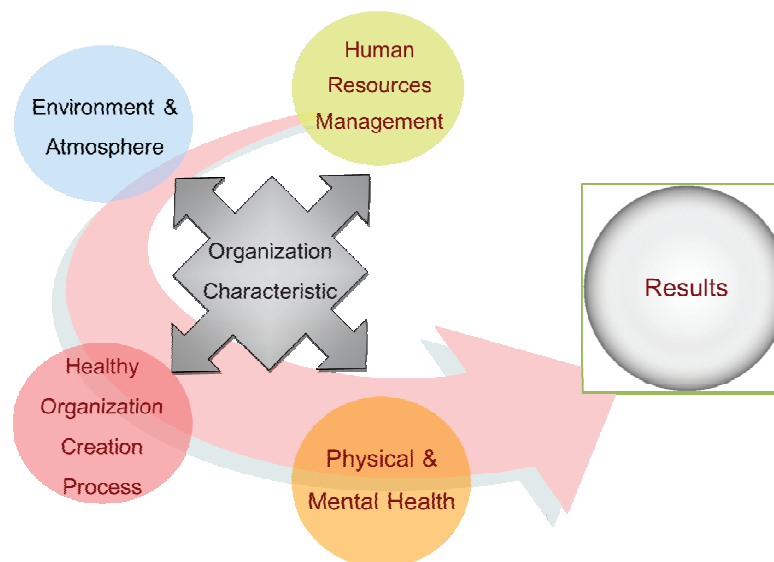 Human
Resources
Management
Environment &
Atmosphere
Organization
Characteristic
Results
Healthy
Organization
Creation
Process
Physical &
Mental Health